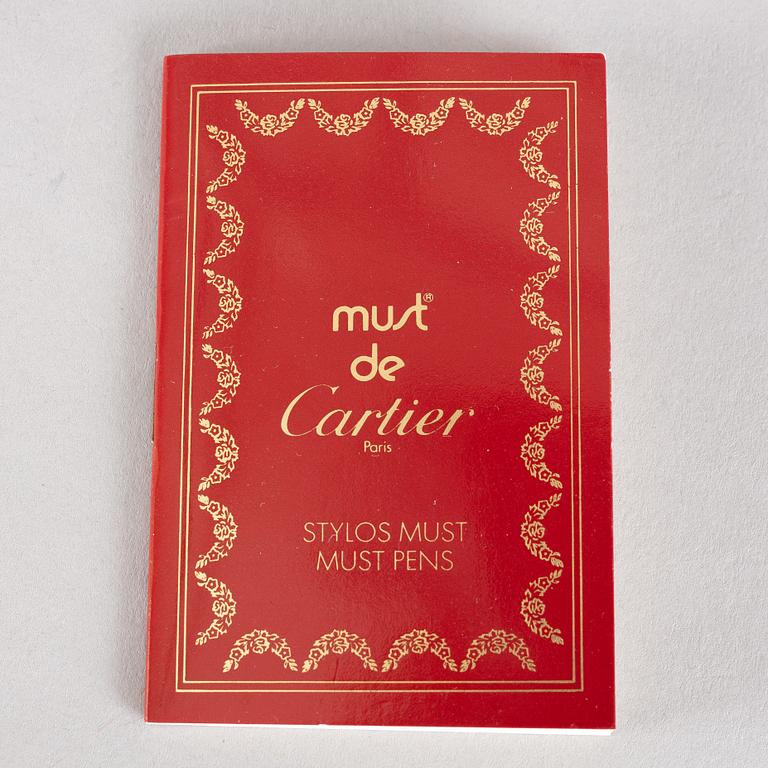 must®
de
Cartier
Paris
STYLOS MUST
MUST PENS